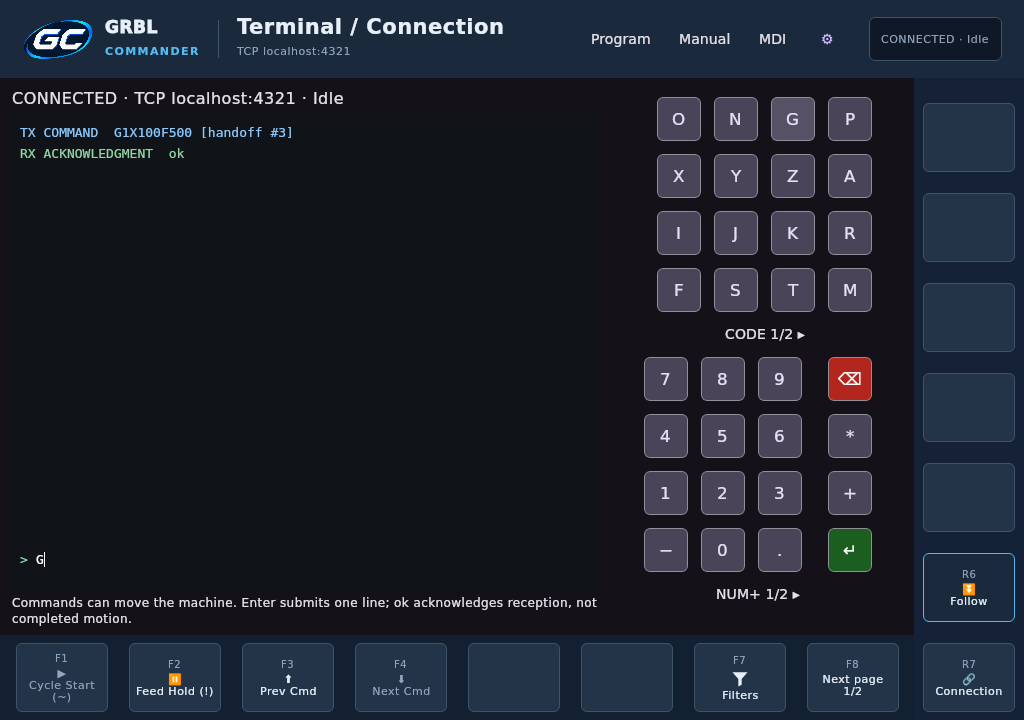 GC
GRBL
COMMANDER
Terminal / Connection
TCP localhost:4321
Program
Manual
MDI
⚙
CONNECTED · Idle
CONNECTED · TCP localhost:4321 · Idle
TX COMMAND  G1X100F500 [handoff #3]
RX ACKNOWLEDGMENT  ok
> G
Commands can move the machine. Enter submits one line; ok acknowledges reception, not
completed motion.
O N G P
X Y Z A
I J K R
F S T M
CODE 1/2 ▸
7 8 9 ⌫
4 5 6 *
1 2 3 +
− 0 . ↵
NUM+ 1/2 ▸
R6
⏬
Follow
R7
🔗
Connection
F1
▶
Cycle Start
(~)
F2
⏸
Feed Hold (!)
F3
⬆
Prev Cmd
F4
⬇
Next Cmd
F7
Filters
F8
Next page
1/2